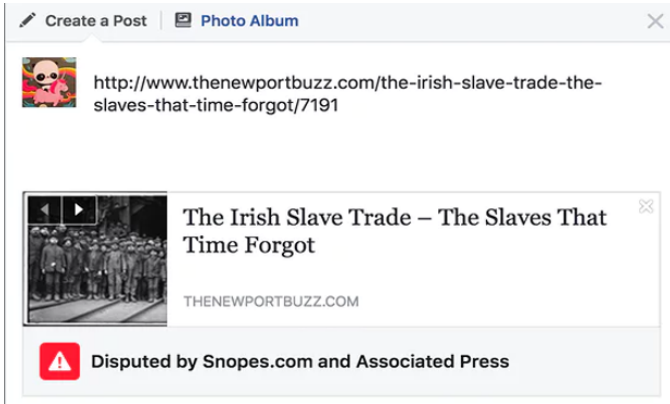 Create a Post
Photo Album
http://www.thenewportbuzz.com/the-irish-slave-trade-the-
slaves-that-time-forgot/7191
The Irish Slave Trade – The Slaves That
Time Forgot
THENEWPORTBUZZ.COM
Disputed by Snopes.com and Associated Press